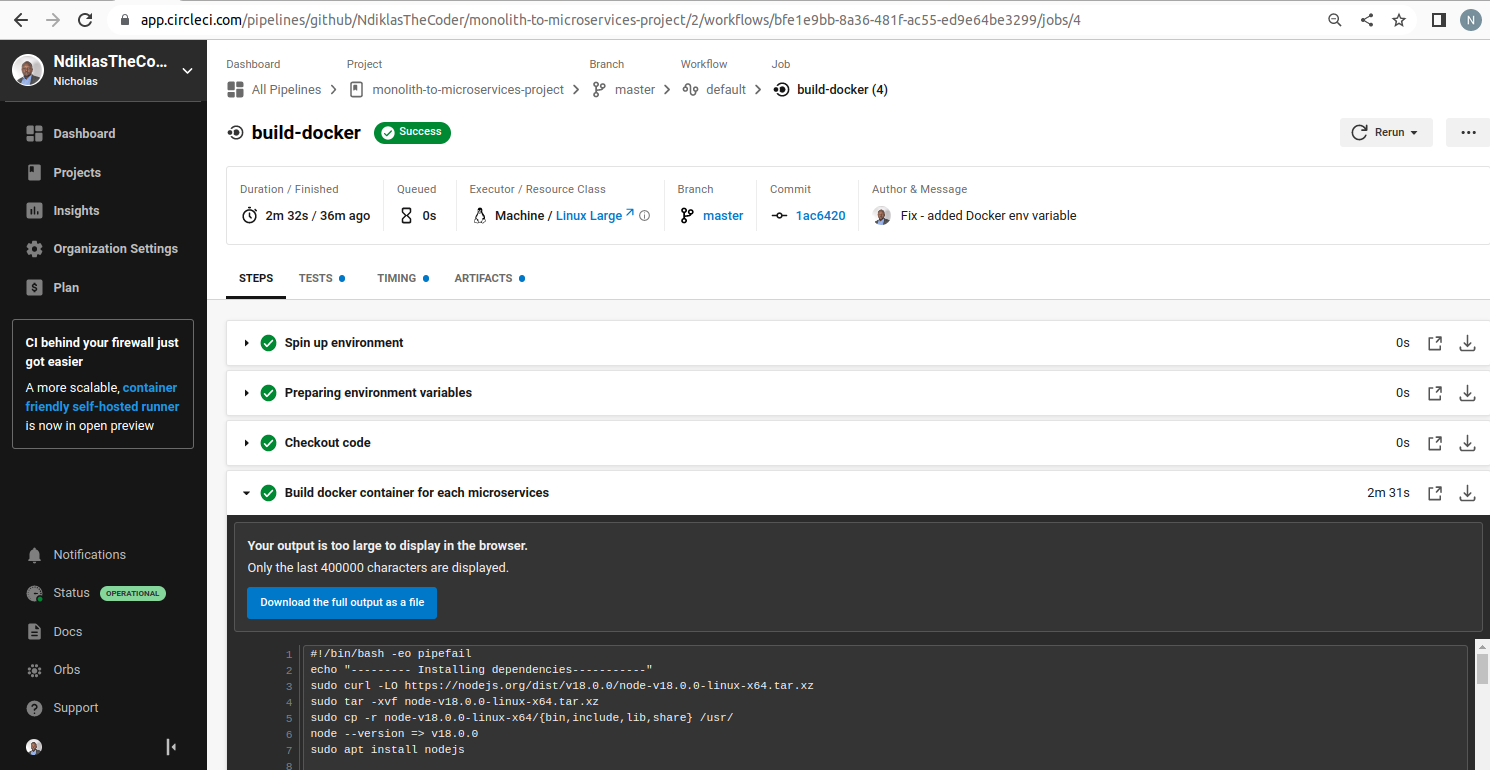 app.circleci.com/pipelines/github/NdiklasTheCoder/monolith-to-microservices-project/2/workflows/bfe1e9bb-8a36-481f-ac55-ed9e64be3299/jobs/4
N
NdiklasTheCo...
Nicholas
Dashboard
Projects
Insights
Organization Settings
Plan
CI behind your firewall just
got easier
A more scalable, container
friendly self-hosted runner
is now in open preview
Notifications
Status OPERATIONAL
Docs
Orbs
Support
Dashboard Project Branch Workflow Job
All Pipelines monolith-to-microservices-project master default build-docker (4)
build-docker Success
Rerun
Duration / Finished Queued Executor / Resource Class Branch Commit Author & Message
2m 32s / 36m ago 0s Machine / Linux Large master 1ac6420 Fix - added Docker env variable
STEPS TESTS TIMING ARTIFACTS
Spin up environment 0s
Preparing environment variables 0s
Checkout code 0s
Build docker container for each microservices 2m 31s
Your output is too large to display in the browser.
Only the last 400000 characters are displayed.
Download the full output as a file
1 #!/bin/bash -eo pipefail
2 echo "--------- Installing dependencies-----------"
3 sudo curl -LO https://nodejs.org/dist/v18.0.0/node-v18.0.0-linux-x64.tar.xz
4 sudo tar -xvf node-v18.0.0-linux-x64.tar.xz
5 sudo cp -r node-v18.0.0-linux-x64/{bin,include,lib,share} /usr/
6 node --version => v18.0.0
7 sudo apt install nodejs
8